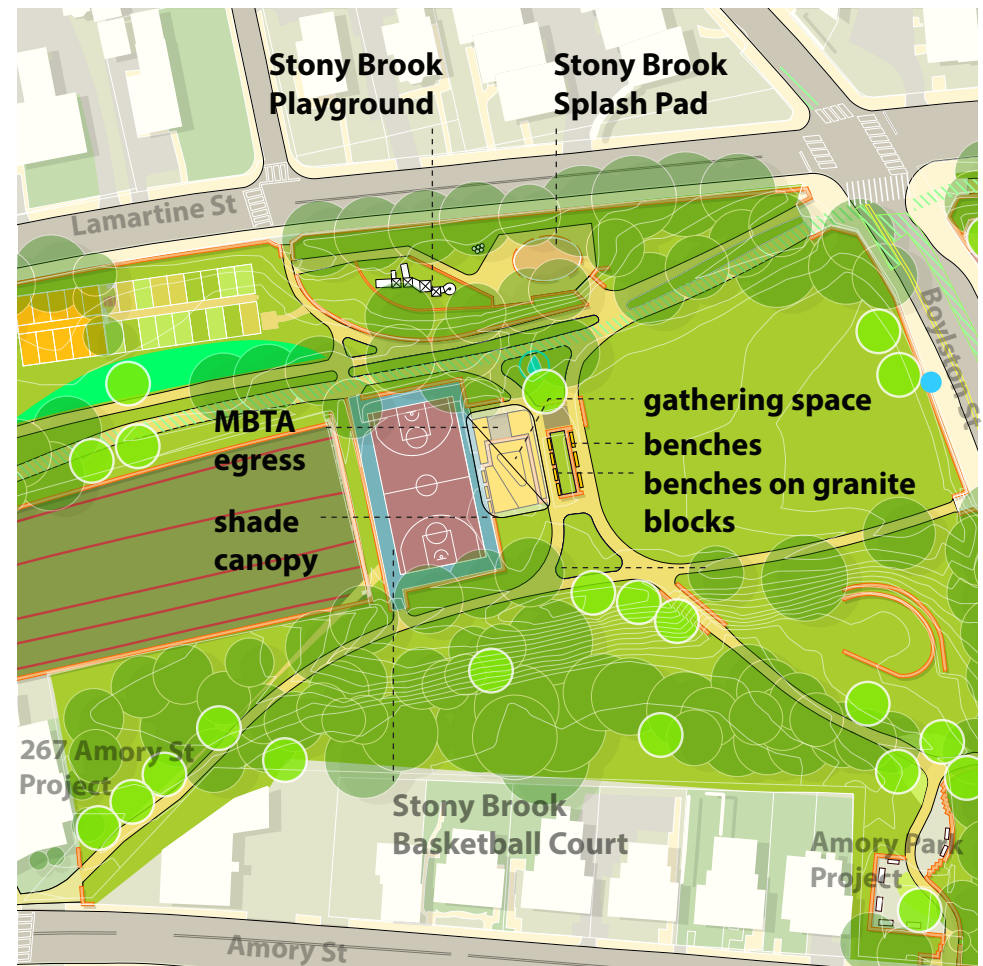 Stony Brook
Playground
Stony Brook
Splash Pad
Lamartine St
Boylston St
MBTA
egress
gathering space
benches
benches on granite
blocks
shade
canopy
267 Amory St
Project
Stony Brook
Basketball Court
Amory Park
Project
Amory St